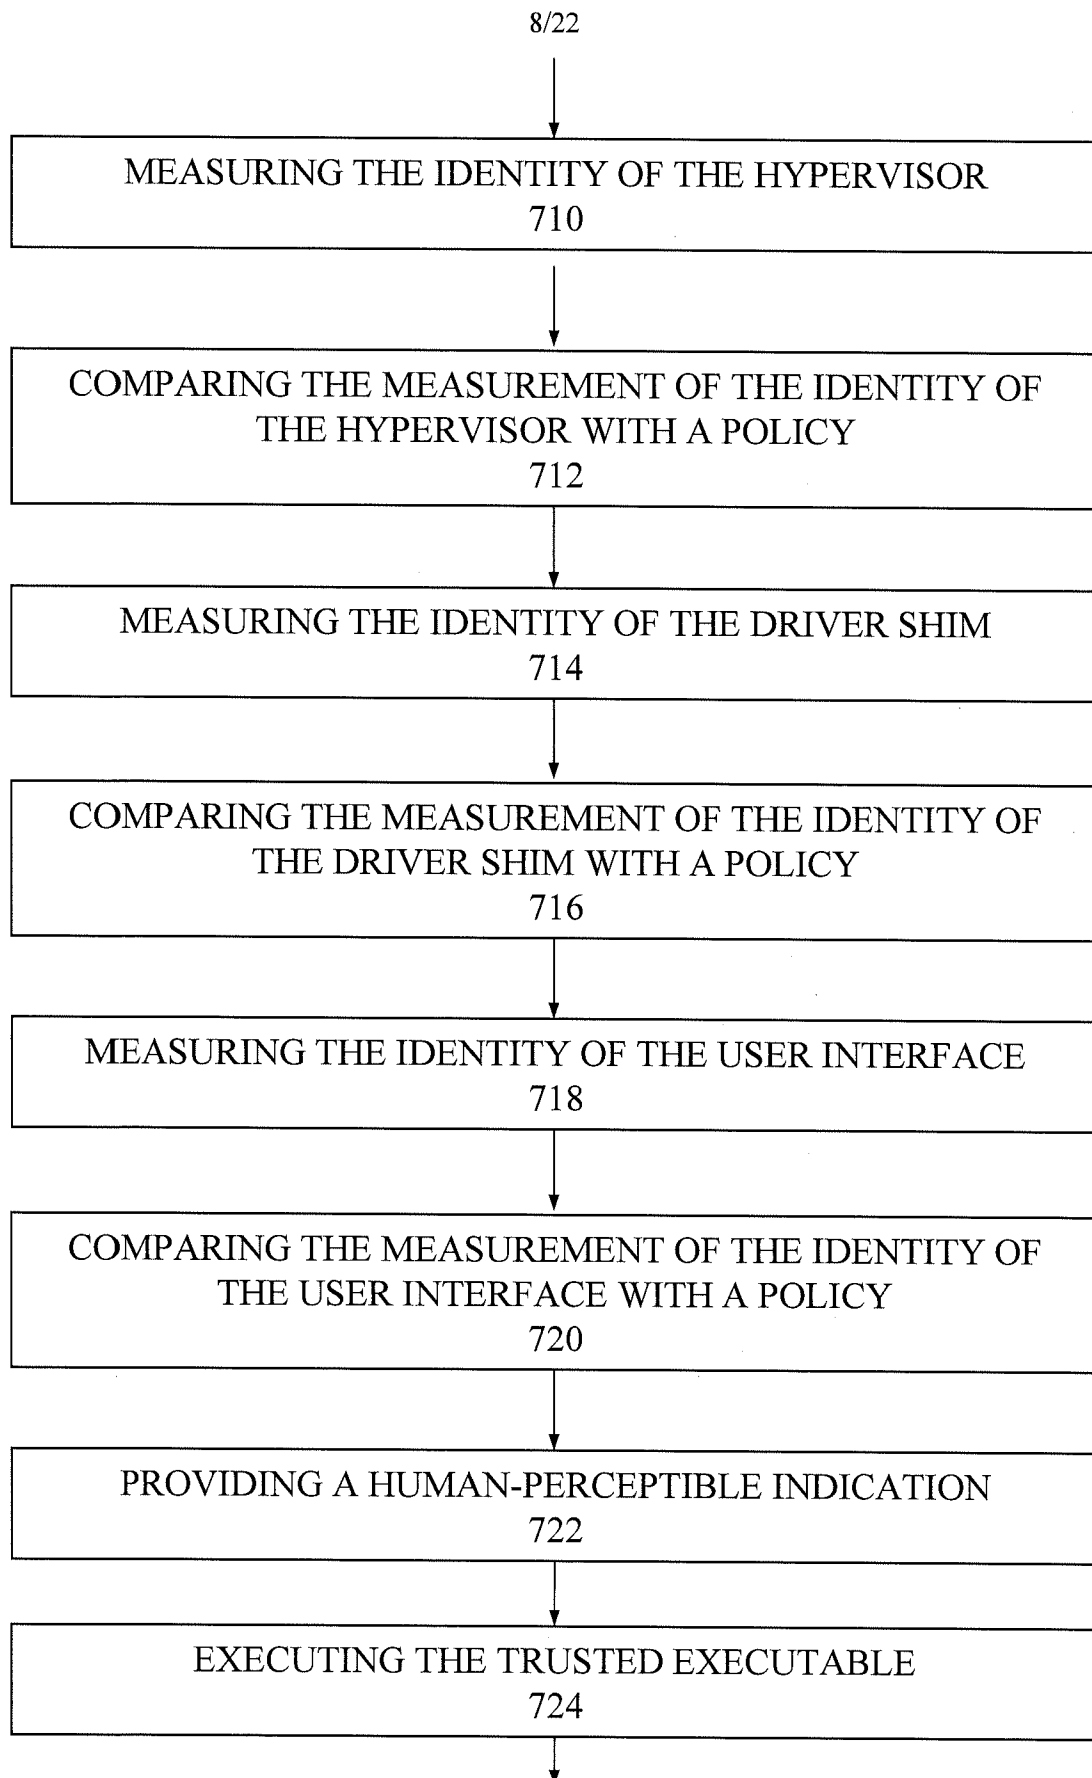 8/22
MEASURING THE IDENTITY OF THE HYPERVISOR
710
COMPARING THE MEASUREMENT OF THE IDENTITY OF
THE HYPERVISOR WITH A POLICY
712
MEASURING THE IDENTITY OF THE DRIVER SHIM
714
COMPARING THE MEASUREMENT OF THE IDENTITY OF
THE DRIVER SHIM WITH A POLICY
716
MEASURING THE IDENTITY OF THE USER INTERFACE
718
COMPARING THE MEASUREMENT OF THE IDENTITY OF
THE USER INTERFACE WITH A POLICY
720
PROVIDING A HUMAN-PERCEPTIBLE INDICATION
722
EXECUTING THE TRUSTED EXECUTABLE
724